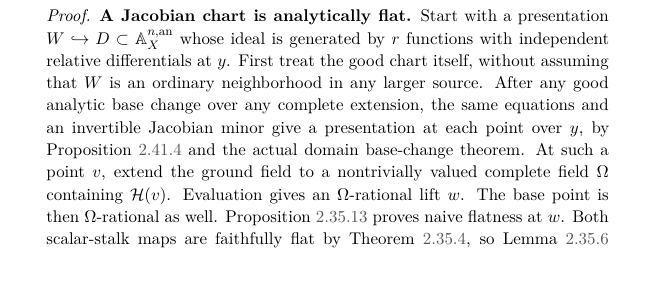 Proof. A Jacobian chart is analytically flat. Start with a presentation
W ↪ D ⊂ 𝔸_X^{n,an} whose ideal is generated by r functions with independent
relative differentials at y. First treat the good chart itself, without assuming
that W is an ordinary neighborhood in any larger source. After any good
analytic base change over any complete extension, the same equations and
an invertible Jacobian minor give a presentation at each point over y, by
Proposition 2.41.4 and the actual domain base-change theorem. At such a
point v, extend the ground field to a nontrivially valued complete field Ω
containing ℋ(v). Evaluation gives an Ω-rational lift w. The base point is
then Ω-rational as well. Proposition 2.35.13 proves naive flatness at w. Both
scalar-stalk maps are faithfully flat by Theorem 2.35.4, so Lemma 2.35.6